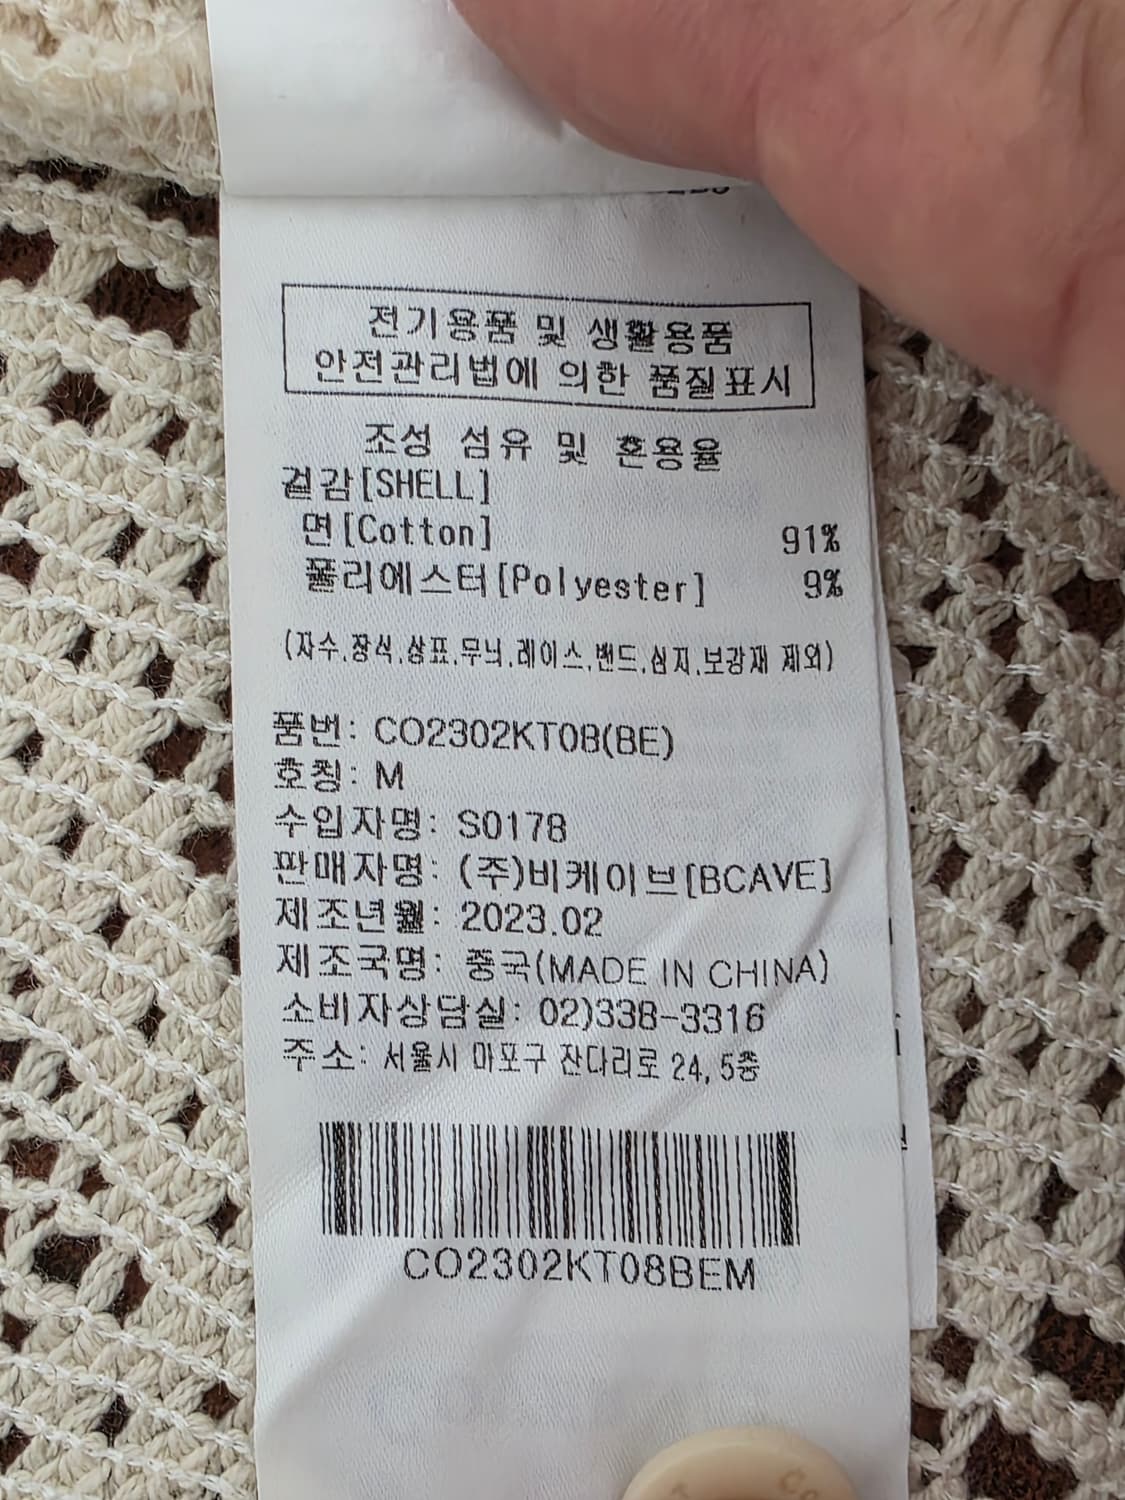 전기용품 및 생활용품
안전관리법에 의한 품질표시
조성 섬유 및 혼용율
겉감[SHELL]
면[Cotton] 91%
폴리에스터[Polyester] 9%
(자수.장식.상표.무늬.레이스.밴드.심지.보강재 제외)
품번: CO2302KT08(BE)
호칭: M
수입자명: S0178
판매자명: (주)비케이브[BCAVE]
제조년월: 2023.02
제조국명: 중국(MADE IN CHINA)
소비자상담실: 02)338-3316
주소: 서울시 마포구 잔다리로 24, 5층
CO2302KT08BEM